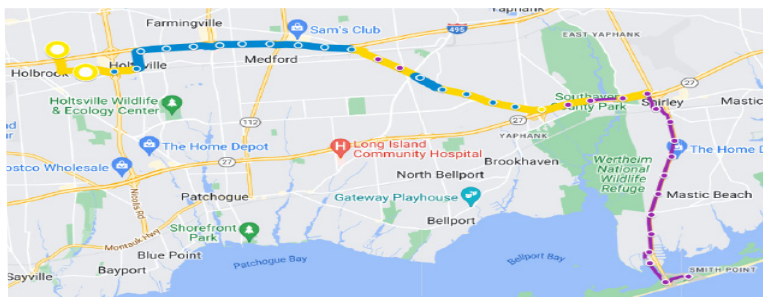 Farmingville
Sam's Club
495
Yaphank
EAST YAPHANK
Holbrook
Holtsville
Medford
27
Holtsville Wildlife
& Ecology Center
112
Southaven
County Park
Shirley
27
Mastic
YAPHANK
The Home Depot
27
Long Island
Community Hospital
The Home D
ostco Wholesale
Brookhaven
Wertheim
National
Wildlife
Refuge
North Bellport
Nicolls Rd
Patchogue
Gateway Playhouse
Mastic Beach
Bellport
Shorefront
Park
Montauk Hwy
Blue Point
Patchogue Bay
Bellport Bay
Sayville
Bayport
SMITH POINT